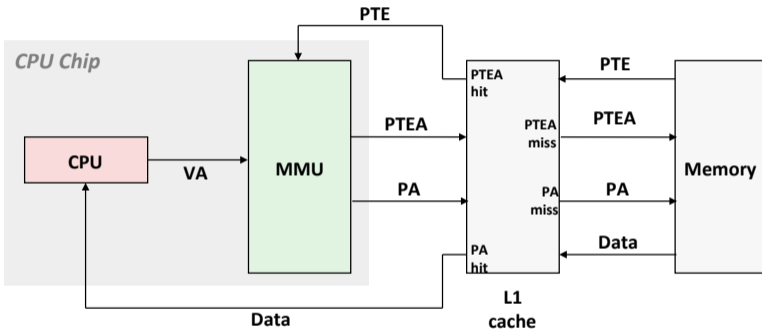 PTE
CPU Chip
PTEA
hit
PTE
CPU
VA
MMU
PTEA
PTEA
miss
PTEA
Memory
PA
PA
miss
PA
PA
hit
Data
Data
L1
cache